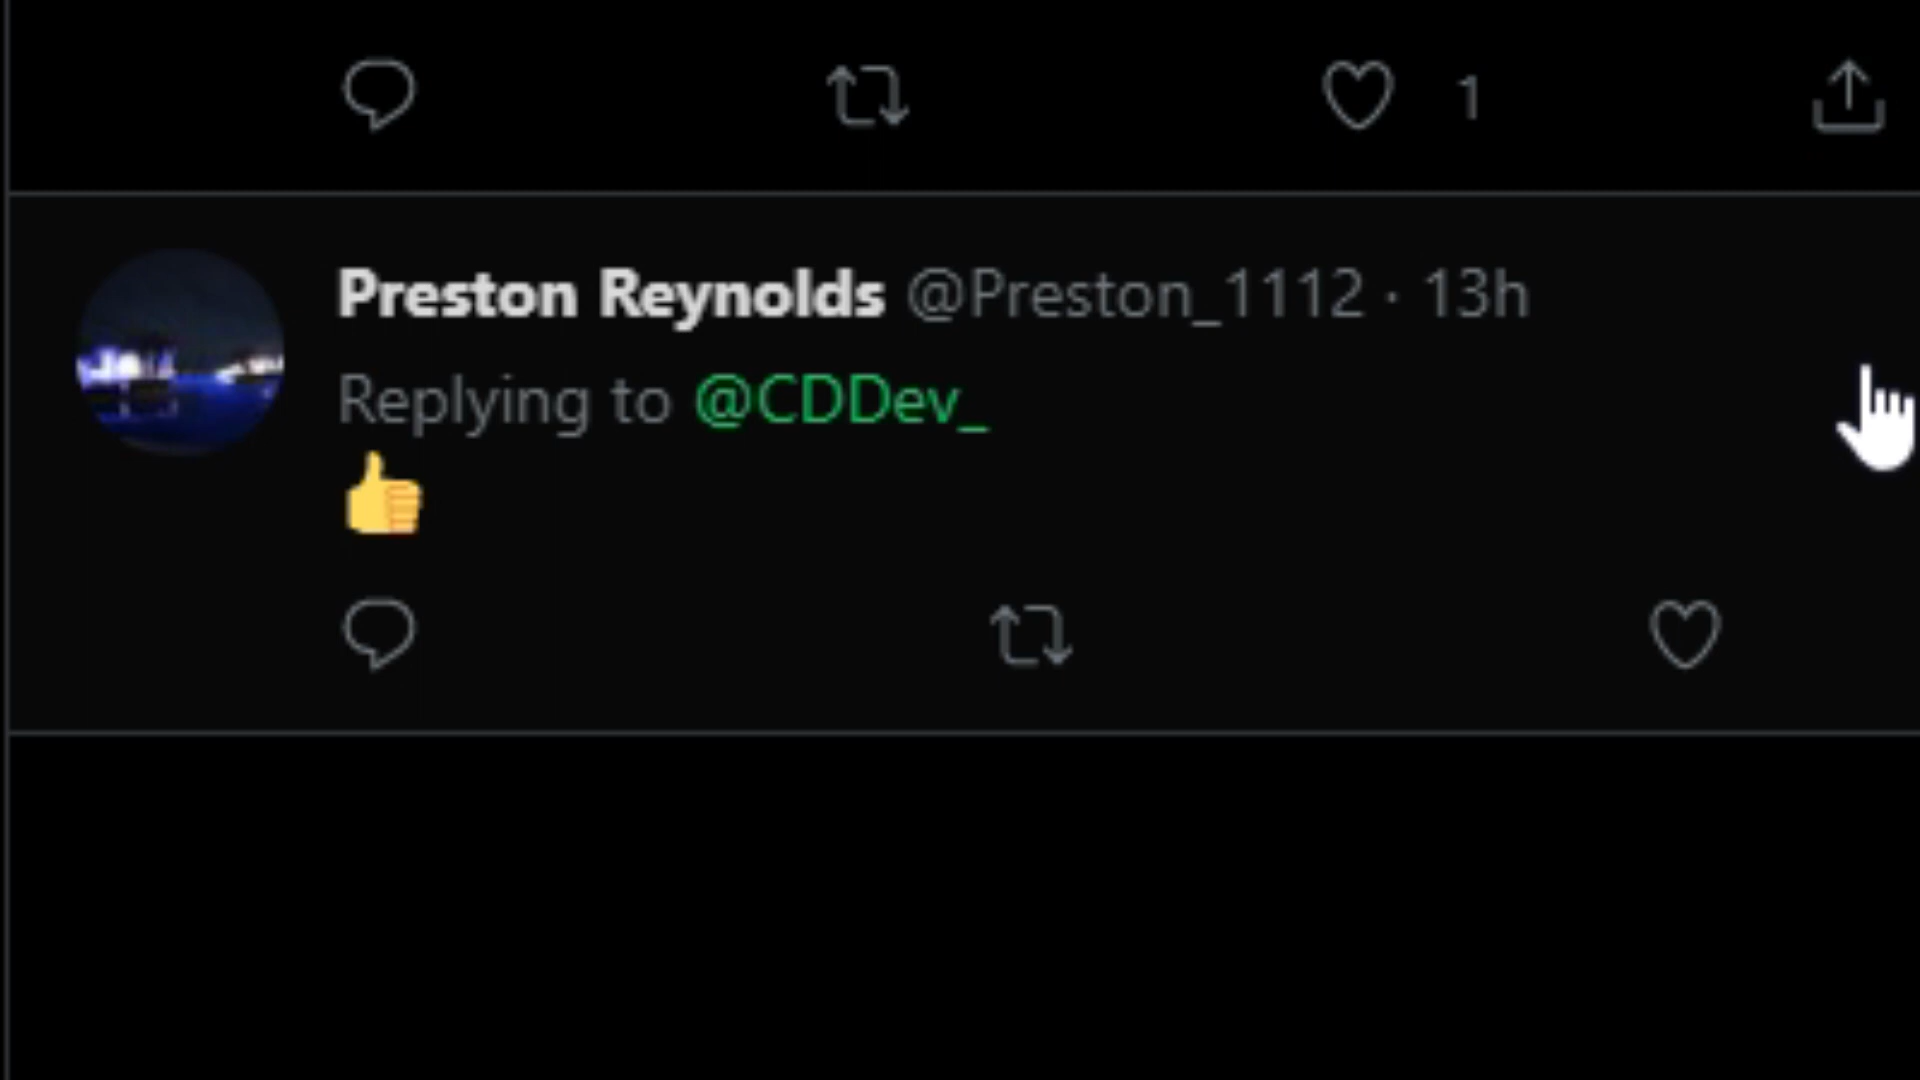 1
Preston Reynolds @Preston_1112 · 13h
Replying to @CDDev_
👍